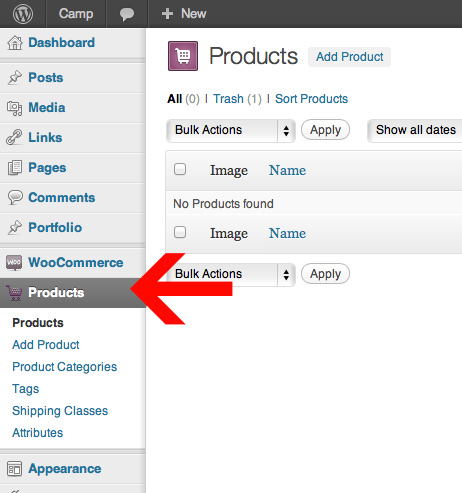 Camp + New
Dashboard
Posts
Media
Links
Pages
Comments
Portfolio
WOO WooCommerce
Products
Products
Add Product
Product Categories
Tags
Shipping Classes
Attributes
Appearance
Products Add Product
All (0) | Trash (1) | Sort Products
Bulk Actions Apply Show all dates
Image Name
No Products found
Image Name
Bulk Actions Apply